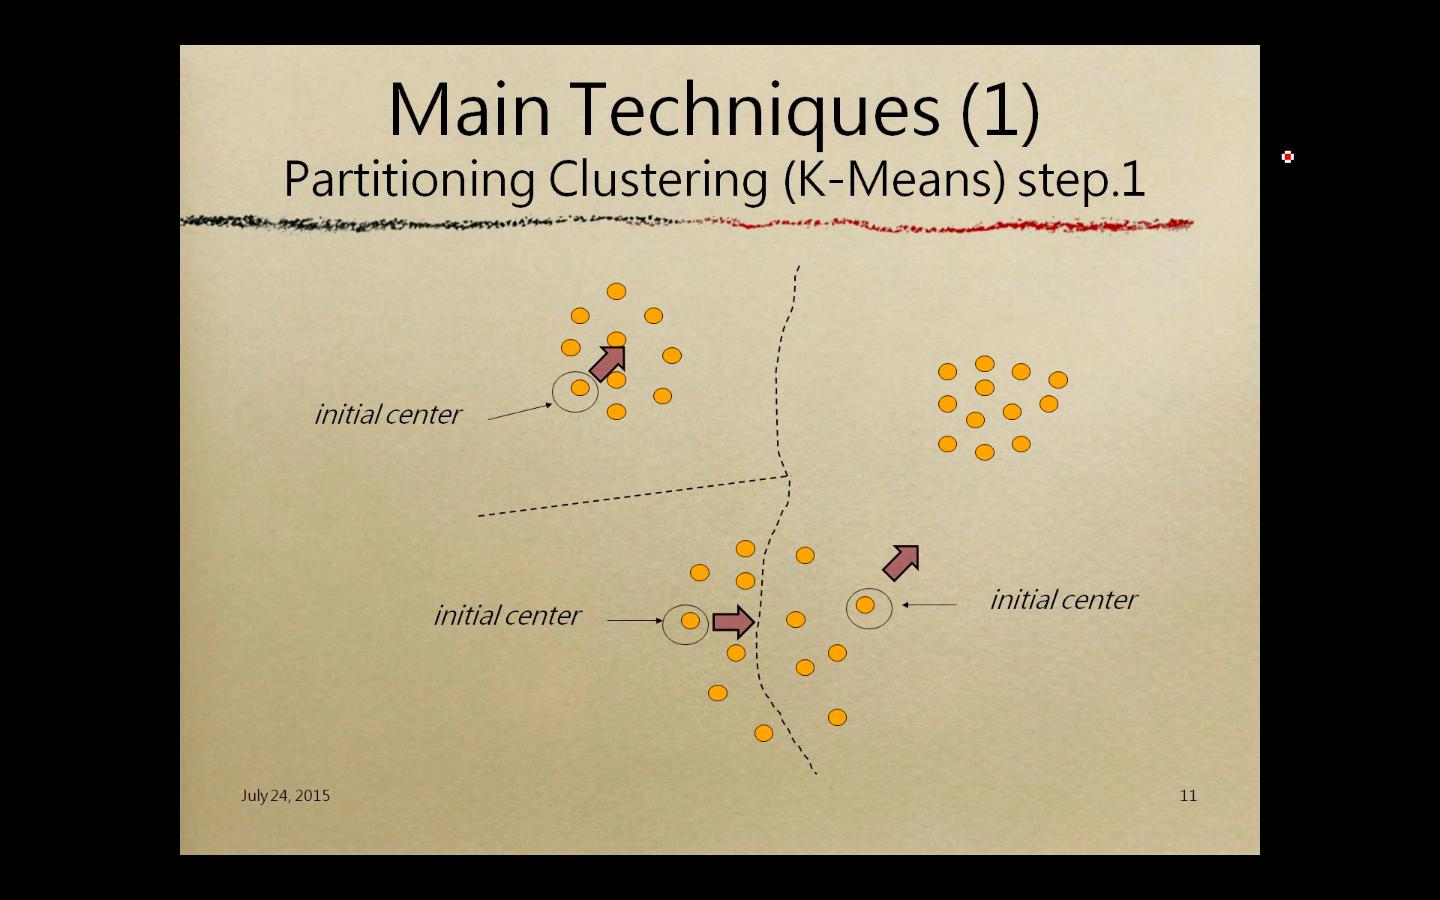 Main Techniques (1)
Partitioning Clustering (K-Means) step.1
initial center
initial center
initial center
July 24, 2015
11